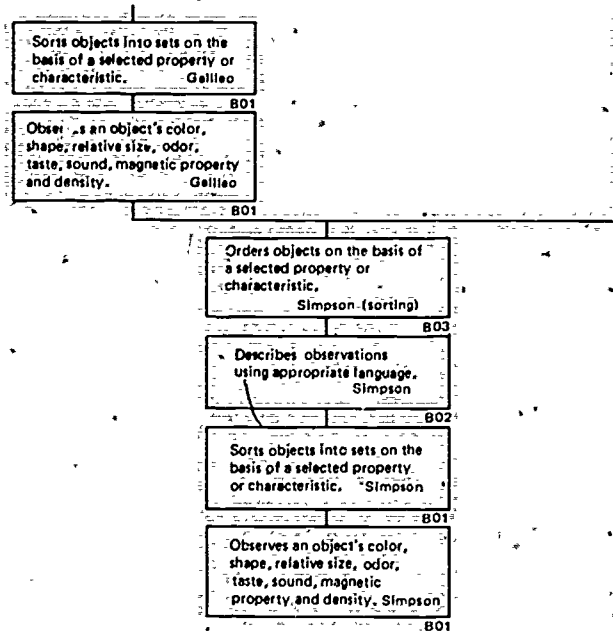 Sorts objects into sets on the
basis of a selected property or
characteristic. Galileo
B01
an object's color,
shape, relative size, odor,
taste, sound, magnetic property
and density. Galileo
B01
Orders objects on the basis of
a selected property or
characteristic.
Simpson (sorting)
B03
Describes observations
using appropriate language.
Simpson
B02
Sorts objects into sets on the
basis of a selected property
or characteristic. Simpson
B01
Observes an object's color,
shape, relative size, odor,
taste, sound, magnetic
property and density. Simpson
B01